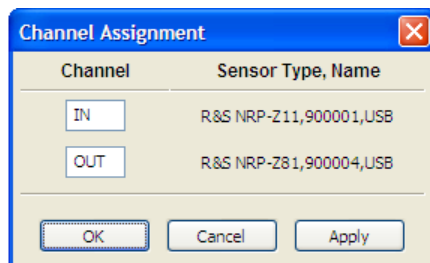 Channel Assignment
Channel Sensor Type, Name
IN R&S NRP-Z11,900001,USB
OUT R&S NRP-Z81,900004,USB
OK Cancel Apply